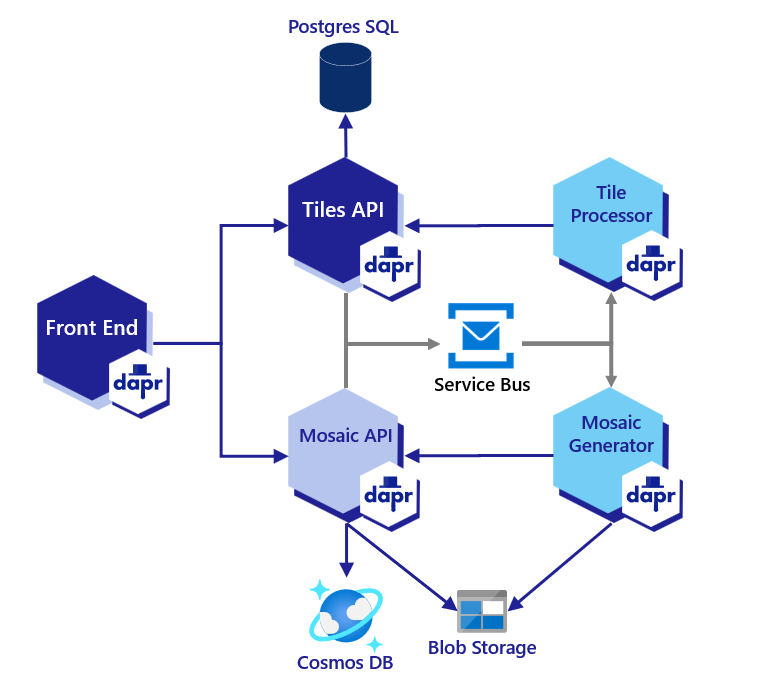 Postgres SQL
Tiles API
dapr
Tile
Processor
dapr
Front End
dapr
Service Bus
Mosaic API
dapr
Mosaic
Generator
dapr
Cosmos DB
Blob Storage